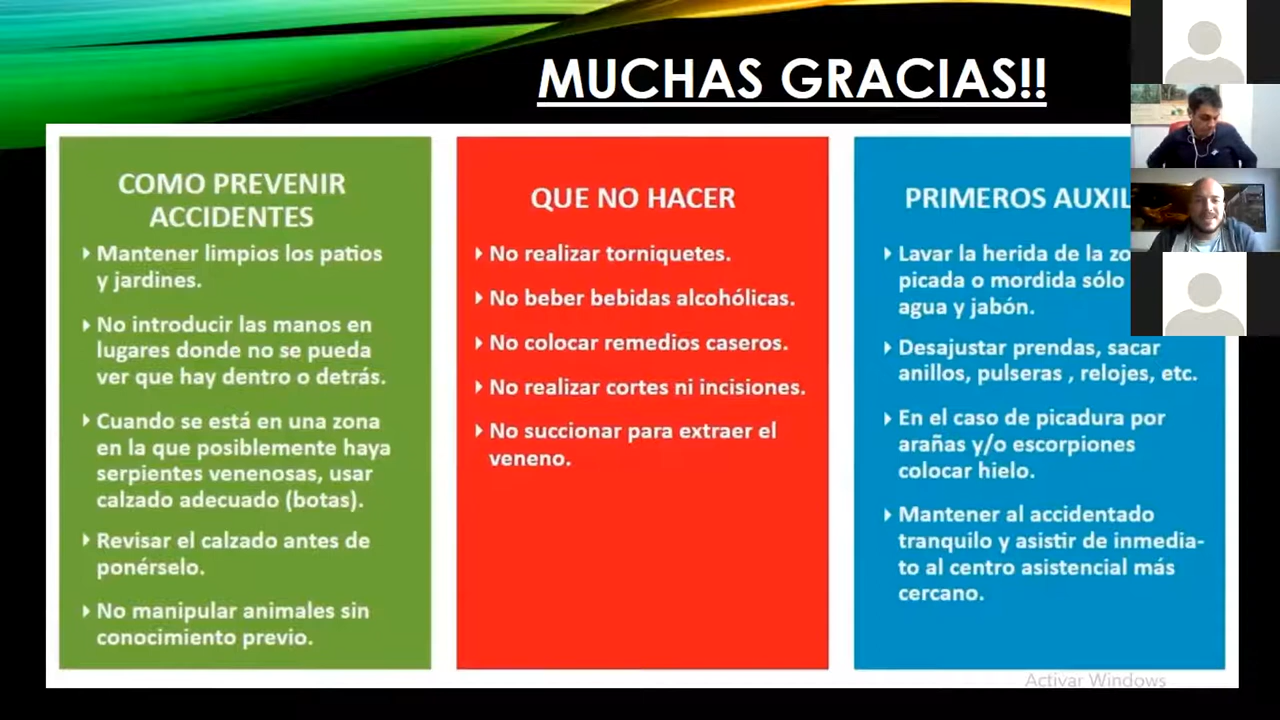 MUCHAS GRACIAS!!
COMO PREVENIR
ACCIDENTES
Mantener limpios los patios
y jardines.
No introducir las manos en
lugares donde no se pueda
ver que hay dentro o detrás.
Cuando se está en una zona
en la que posiblemente haya
serpientes venenosas, usar
calzado adecuado (botas).
Revisar el calzado antes de
ponérselo.
No manipular animales sin
conocimiento previo.
QUE NO HACER
No realizar torniquetes.
No beber bebidas alcohólicas.
No colocar remedios caseros.
No realizar cortes ni incisiones.
No succionar para extraer el
veneno.
PRIMEROS
Lavar la herida de la
picada o mordida sólo
agua y jabón.
Desajustar prendas, sacar
anillos, pulseras , relojes, etc.
En el caso de picadura por
arañas y/o escorpiones
colocar hielo.
Mantener al accidentado
tranquilo y asistir de inmedia-
to al centro asistencial más
cercano.
Activar Windows